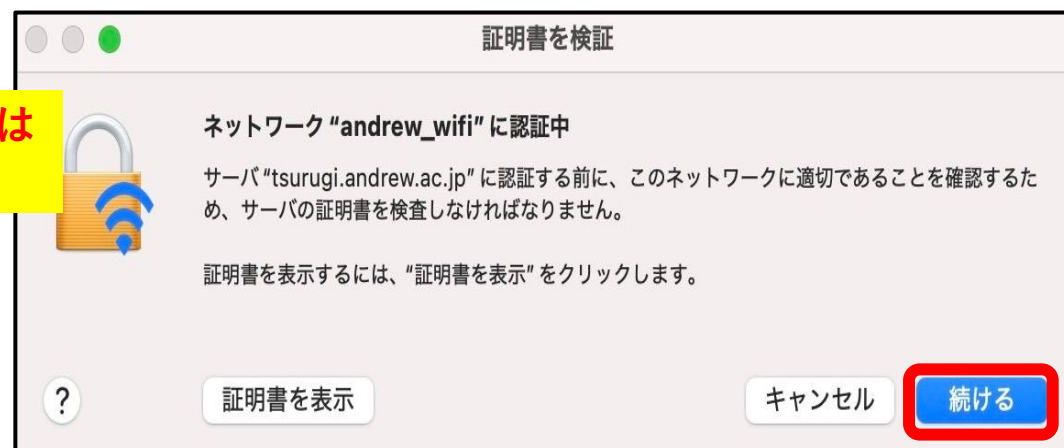 証明書を検証
は
ネットワーク “andrew_wifi” に認証中
サーバ “tsurugi.andrew.ac.jp” に認証する前に、このネットワークに適切であることを確認するた
め、サーバの証明書を検査しなければなりません。
証明書を表示するには、“証明書を表示” をクリックします。
?
証明書を表示
キャンセル
続ける